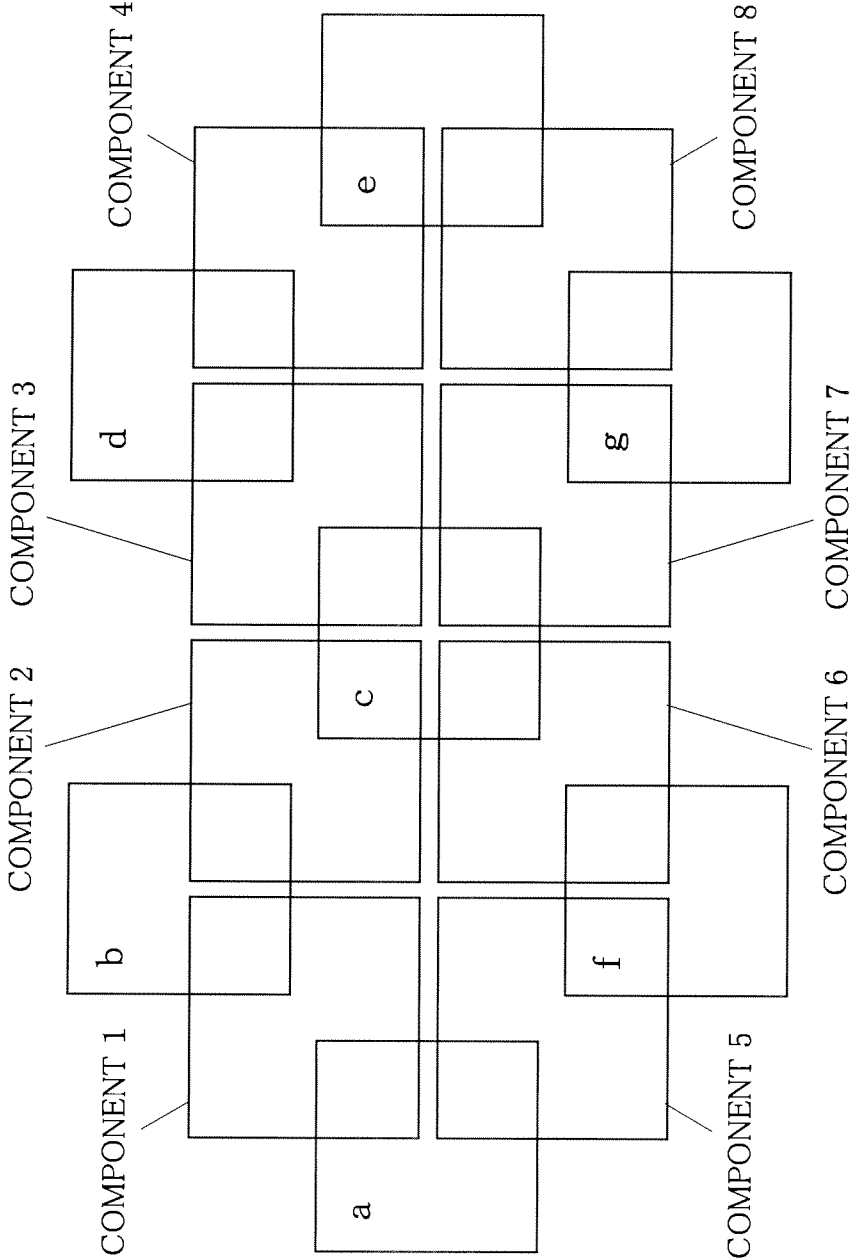 COMPONENT 1
COMPONENT 2
COMPONENT 3
COMPONENT 4
b
d
a
c
e
f
g
COMPONENT 5
COMPONENT 6
COMPONENT 7
COMPONENT 8